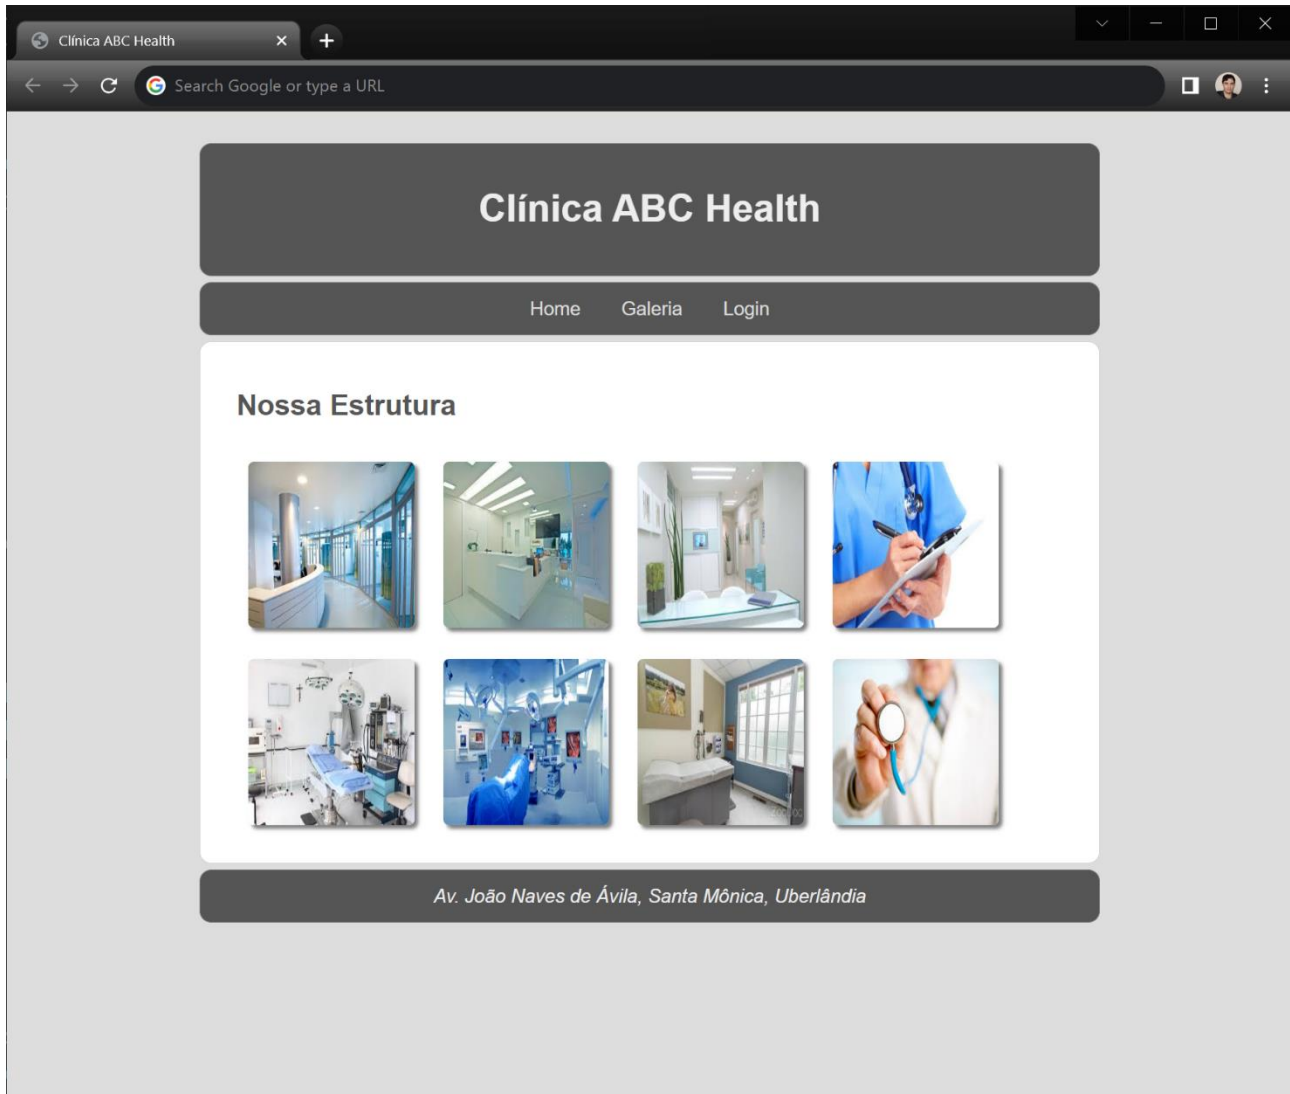 Clínica ABC Health
Search Google or type a URL
Clínica ABC Health
Home Galeria Login
Nossa Estrutura
Av. João Naves de Ávila, Santa Mônica, Uberlândia